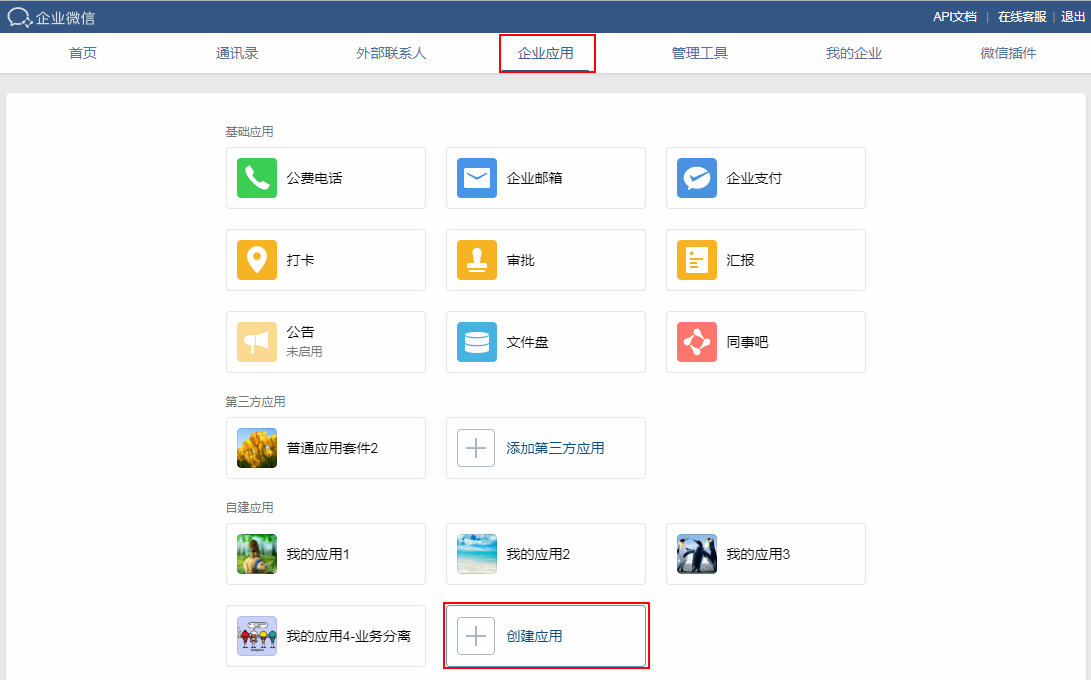 企业微信
API文档 | 在线客服 | 退出
首页 通讯录 外部联系人 企业应用 管理工具 我的企业 微信插件
基础应用
公费电话 企业邮箱 企业支付
打卡 审批 汇报
公告
未启用
文件盘 同事吧
第三方应用
普通应用套件2 添加第三方应用
自建应用
我的应用1 我的应用2 我的应用3
我的应用4-业务分离 创建应用